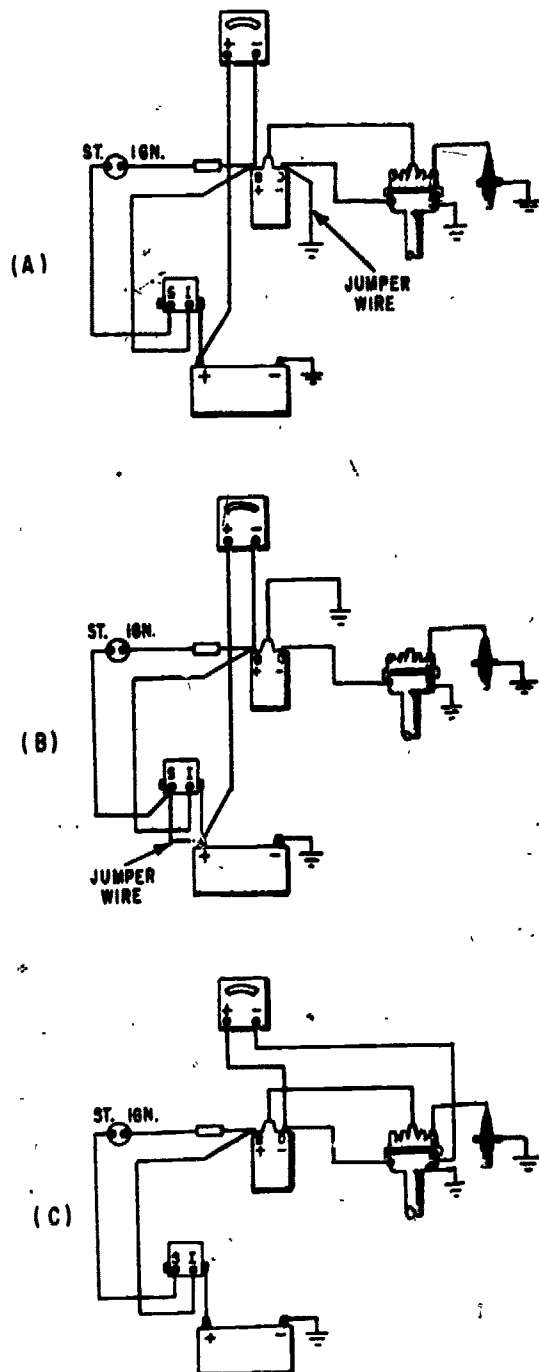 + -
ST. IGN.
+ -
(A)
JUMPER
WIRE
S I
+ -
+ -
ST. IGN.
+ -
(B)
S I
+ -
JUMPER
WIRE
+ -
ST. IGN.
+ -
(C)
S I
+ -